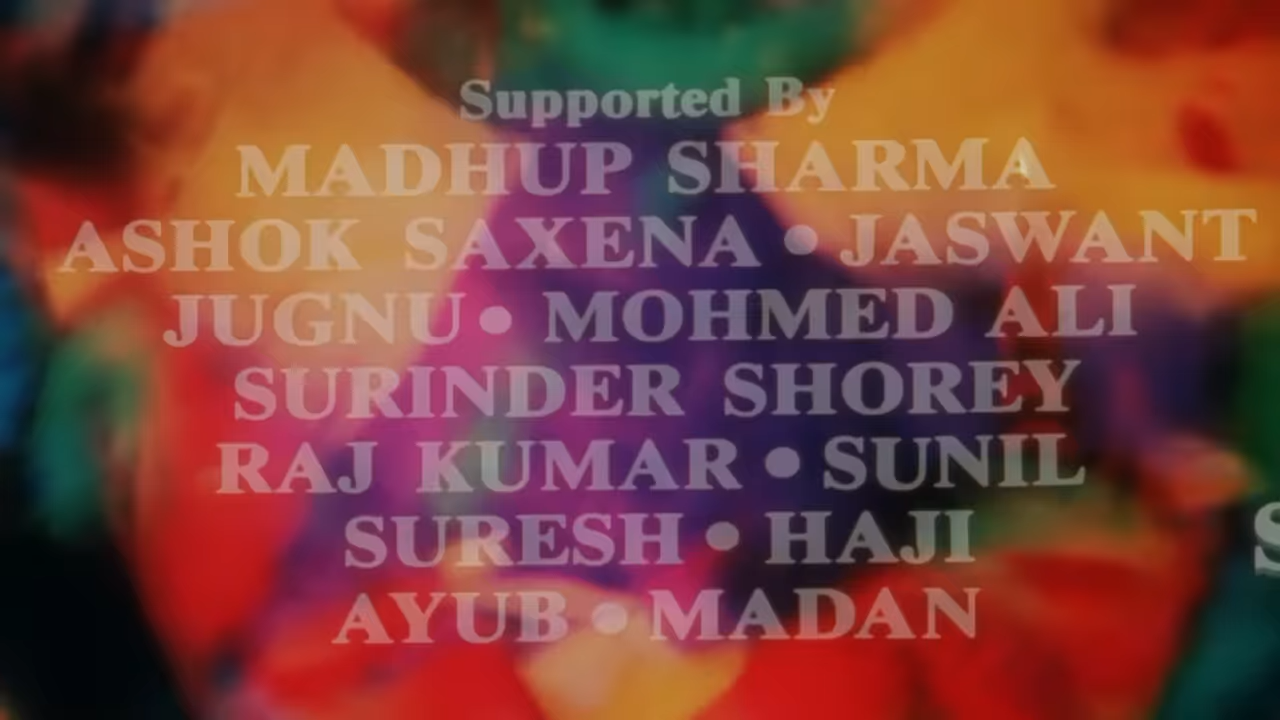 Supported By
MADHUP SHARMA
ASHOK SAXENA • JASWANT
JUGNU • MOHMED ALI
SURINDER SHOREY
RAJ KUMAR • SUNIL
SURESH • HAJI
AYUB • MADAN